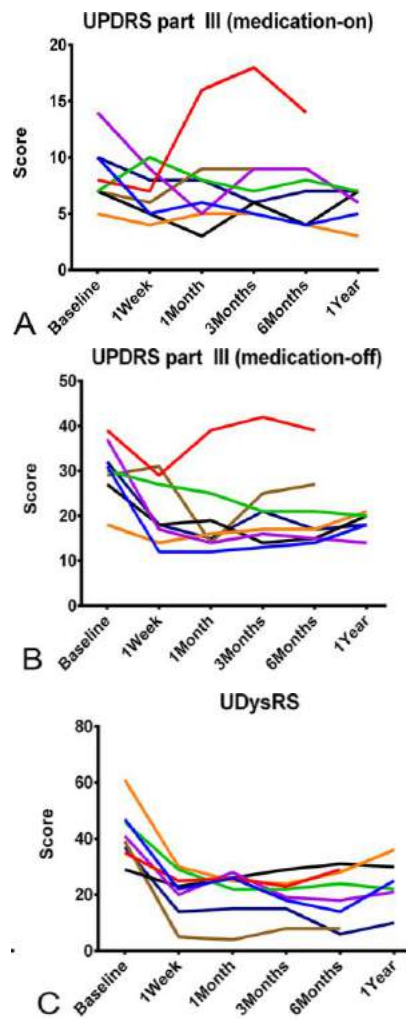 UPDRS part III (medication-on)
20
15
10
5
0
Score
Baseline
1Week
1Month
3Months
6Months
1Year
A
UPDRS part III (medication-off)
50
40
30
20
10
0
Score
Baseline
1Week
1Month
3Months
6Months
1Year
B
UDysRS
80
60
40
20
0
Score
Baseline
1Week
1Month
3Months
6Months
1Year
C